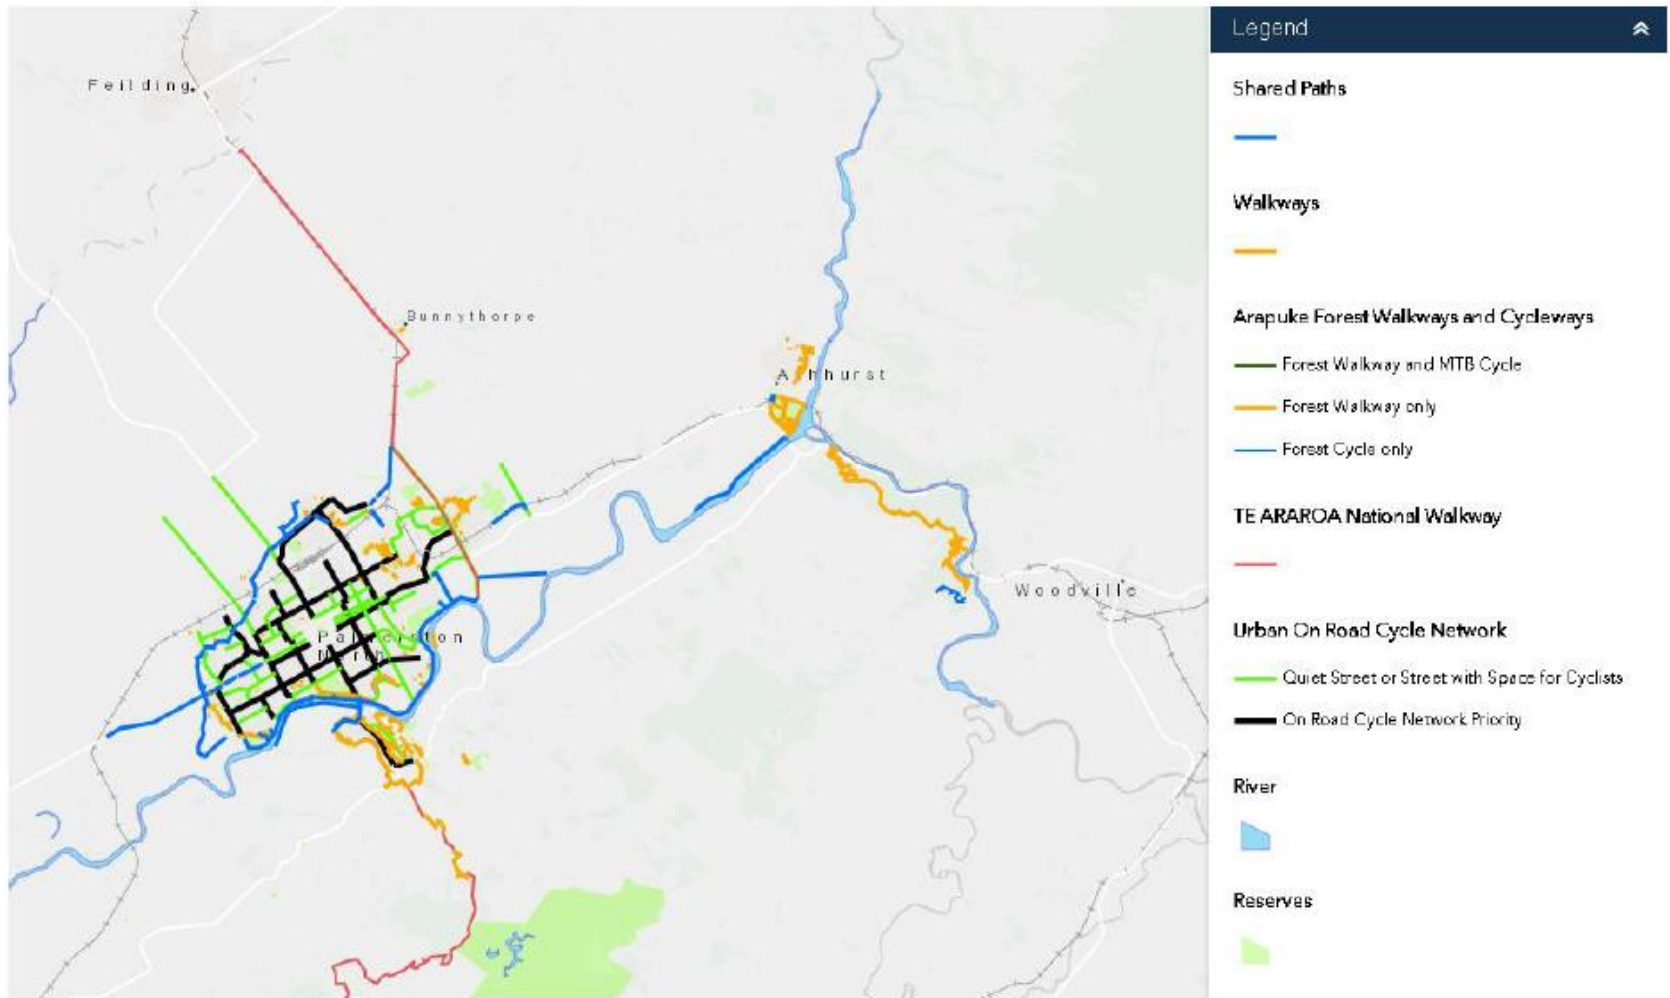 Legend
Shared Paths
Walkways
Arapuke Forest Walkways and Cycleways
Forest Walkway and MTB Cycle
Forest Walkway only
Forest Cycle only
TE ARAROA National Walkway
Urban On Road Cycle Network
Quiet Street or Street with Space for Cyclists
On Road Cycle Network Priority
River
Reserves
Feilding
Bunnythorpe
Ashhurst
Woodville
Palmerston
North